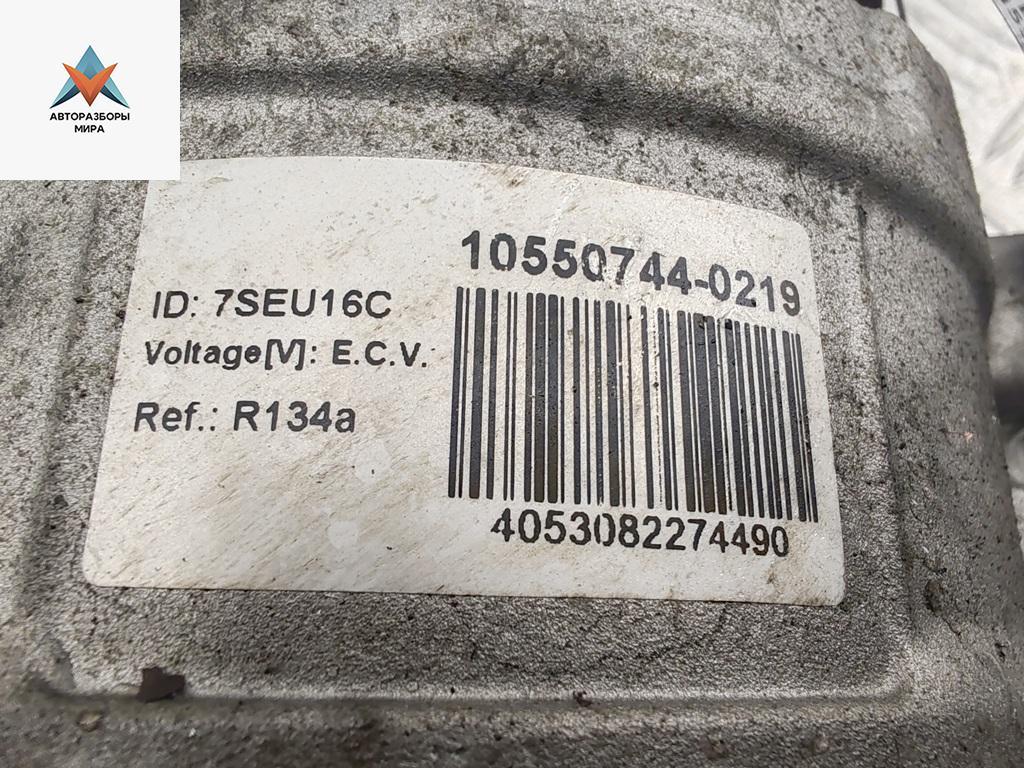 АВТОРАЗБОРЫ
МИРА
10550744-0219
ID: 7SEU16C
Voltage[V]: E.C.V.
Ref.: R134a
4053082274490